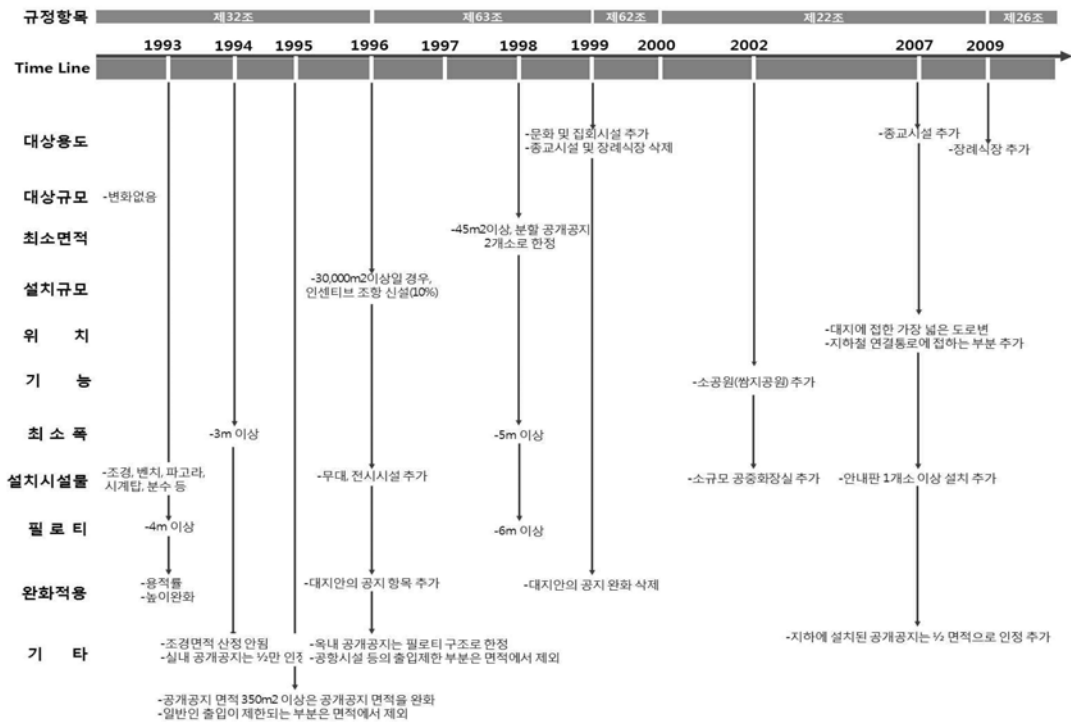 규정항목 제32조 제63조 제62조 제22조 제26조
1993 1994 1995 1996 1997 1998 1999 2000 2002 2007 2009
Time Line
대상용도 -문화 및 집회시설 추가 -종교시설 추가
-종교시설 및 장례식장 삭제 -장례식장 추가
대상규모 -변화없음
최소면적 -45m2이상, 분할 공개공지
2개소로 한정
설치규모 -30,000m2이상일 경우,
인센티브 조항 신설(10%)
위 치 -대지에 접한 가장 넓은 도로변
-지하철 연결통로에 접하는 부분 추가
기 능 -소공원(쌈지공원) 추가
최 소 폭 -3m 이상 -5m 이상
설치시설물 -조경, 벤치, 파고라, -무대, 전시시설 추가 -소규모 공중화장실 추가 -안내판 1개소 이상 설치 추가
시계탑, 분수 등
필 로 티 -4m 이상 -6m 이상
완화적용 -용적률 -대지안의 공지 항목 추가 -대지안의 공지 완화 삭제
-높이완화
기 타 -조경면적 산정 안됨 -옥내 공개공지는 필로티 구조로 한정 -지하에 설치된 공개공지는 ½ 면적으로 인정 추가
-실내 공개공지는 ½만 인정 -공항시설 등의 출입제한 부분은 면적에서 제외
-공개공지 면적 350m2 이상은 공개공지 면적을 완화
-일반인 출입이 제한되는 부분은 면적에서 제외